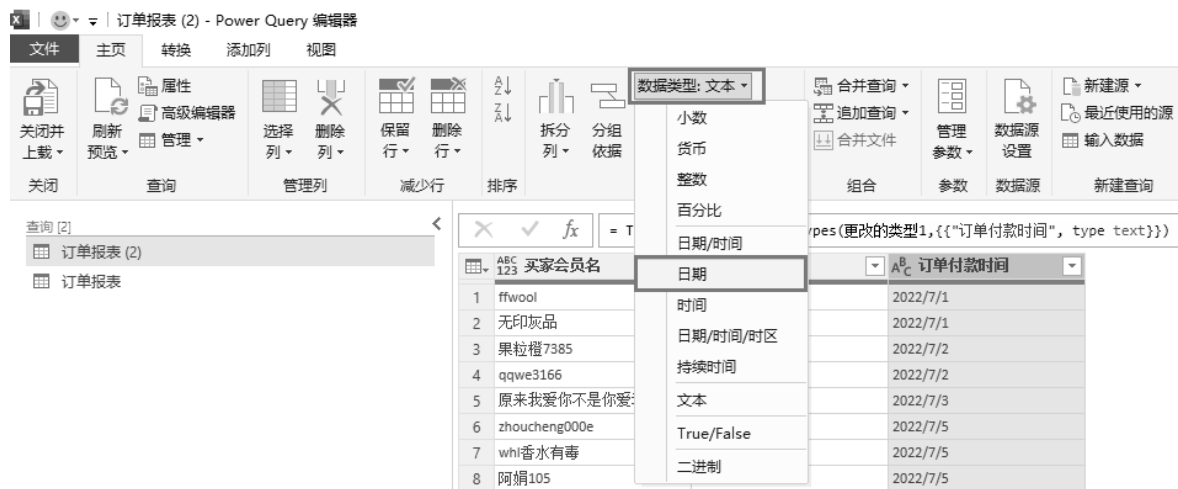 订单报表 (2) - Power Query 编辑器
文件 主页 转换 添加列 视图
关闭并上载
刷新预览
属性
高级编辑器
管理
选择列
删除列
保留行
删除行
拆分列
分组依据
数据类型: 文本
合并查询
追加查询
合并文件
管理参数
数据源设置
新建源
最近使用的源
输入数据
关闭 查询 管理列 减少行 排序 组合 参数 数据源 新建查询
小数
货币
整数
百分比
日期/时间
日期
时间
日期/时间/时区
持续时间
文本
True/False
二进制
查询 [2]
订单报表 (2)
订单报表
fx = T
ypes(更改的类型1,{{"订单付款时间", type text}})
ABC 123 买家会员名 ABC 订单付款时间
1 ffwool 2022/7/1
2 无印灰品 2022/7/1
3 果粒橙7385 2022/7/2
4 qqwe3166 2022/7/2
5 原来我爱你不是你爱 2022/7/3
6 zhoucheng000e 2022/7/5
7 whl香水有毒 2022/7/5
8 阿娟105 2022/7/5